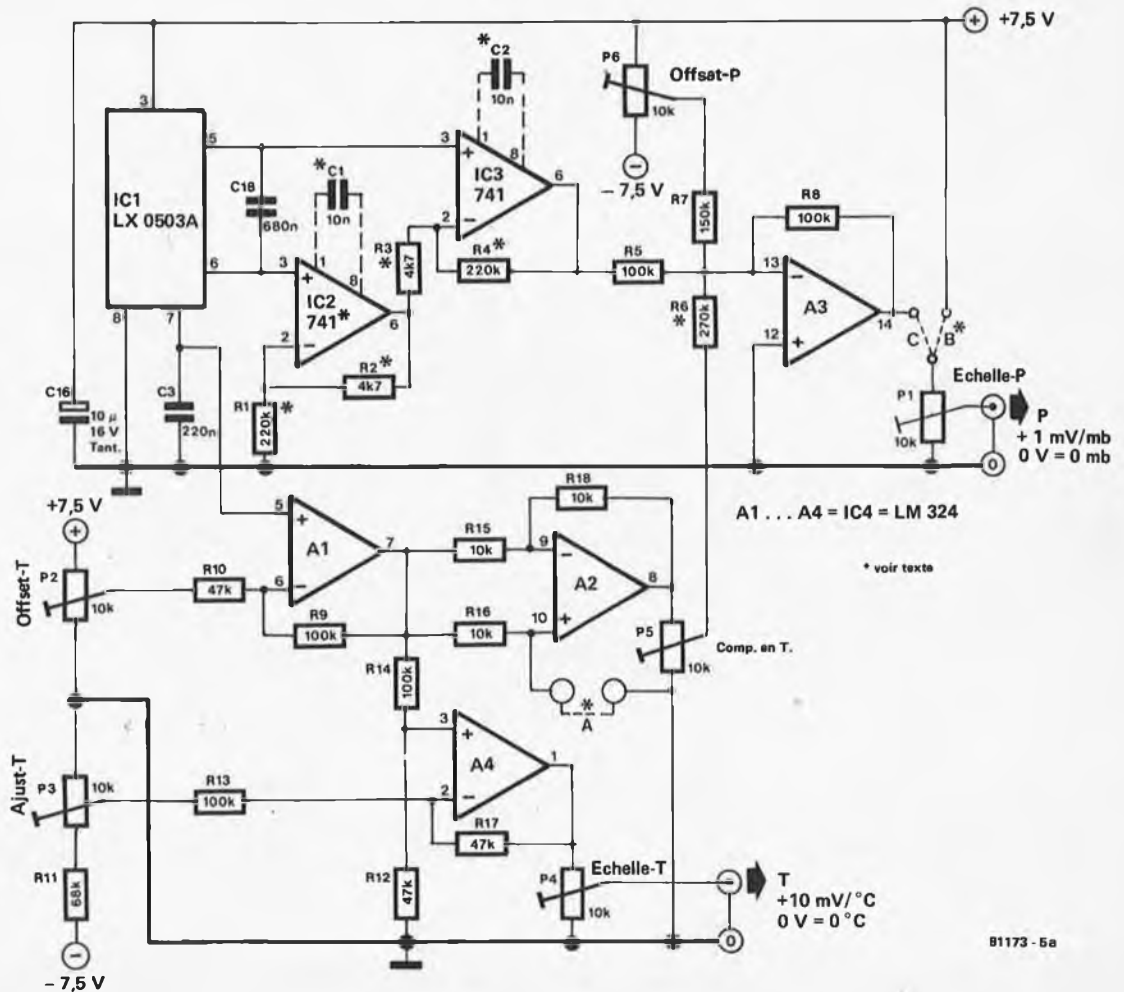 +7,5 V
IC1
LX 0503A
3
5
6
8
7
C16
10 µ
16 V
Tant.
C3
220n
C18
680n
* C1
10n
3
+
1
8
IC2
741*
2
−
6
R1
220k
*
R2*
4k7
R3
*
4k7
* C2
10n
3
+
1
8
IC3
741
2
−
6
R4*
220k
R5
100k
P6
10k
Offsat-P
− 7,5 V
R7
150k
R6
*
270k
R8
100k
13
−
A3
12
+
14
C
B
*
Echelle-P
P1
10k
P
+ 1 mV/mb
0 V = 0 mb
0
A1 . . . A4 = IC4 = LM 324
* voir texte
+7,5 V
Offset-T
P2
10k
R10
47k
5
+
A1
6
−
7
R9
100k
R15
10k
R16
10k
R18
10k
9
−
A2
10
+
8
P5
10k
Comp. en T.
*
A
R14
100k
Ajust-T
P3
10k
R13
100k
3
+
A4
2
−
1
R17
47k
R11
68k
− 7,5 V
R12
47k
Echelle-T
P4
10k
T
+10 mV/°C
0 V = 0 °C
0
81173 - 5a